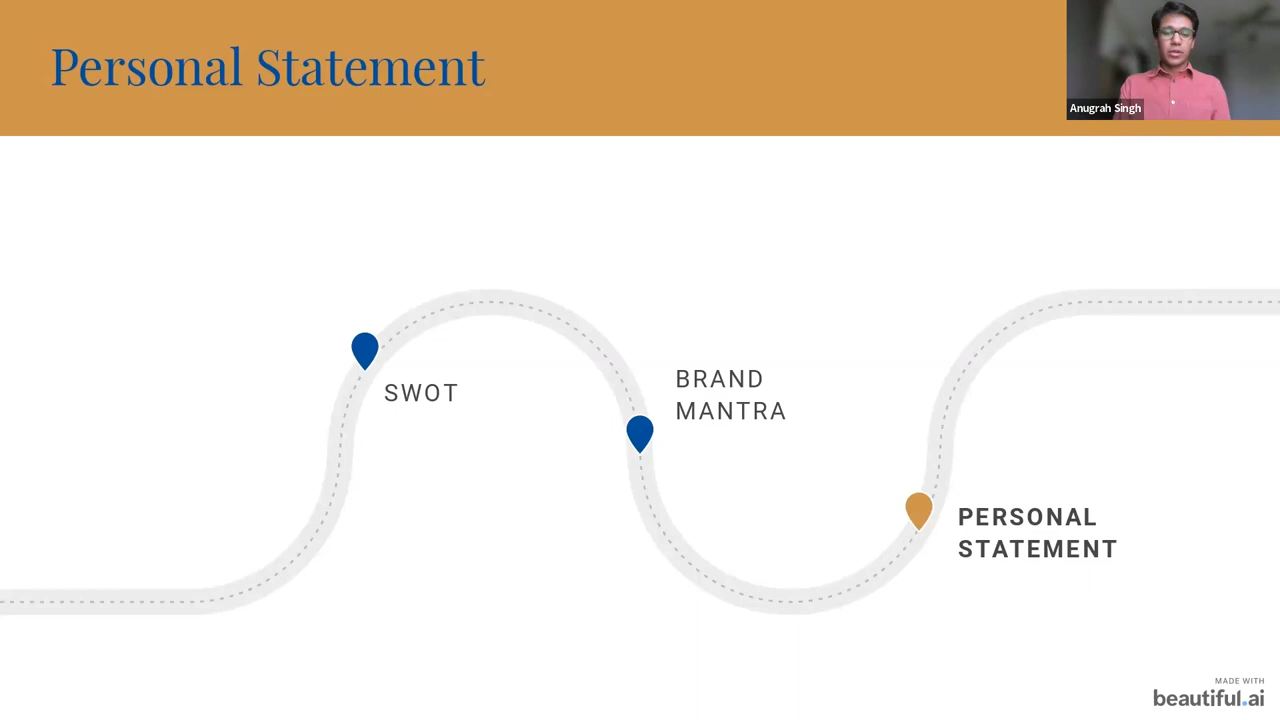 Personal Statement
Anugrah Singh
SWOT
BRAND
MANTRA
PERSONAL
STATEMENT
MADE WITH
beautiful.ai